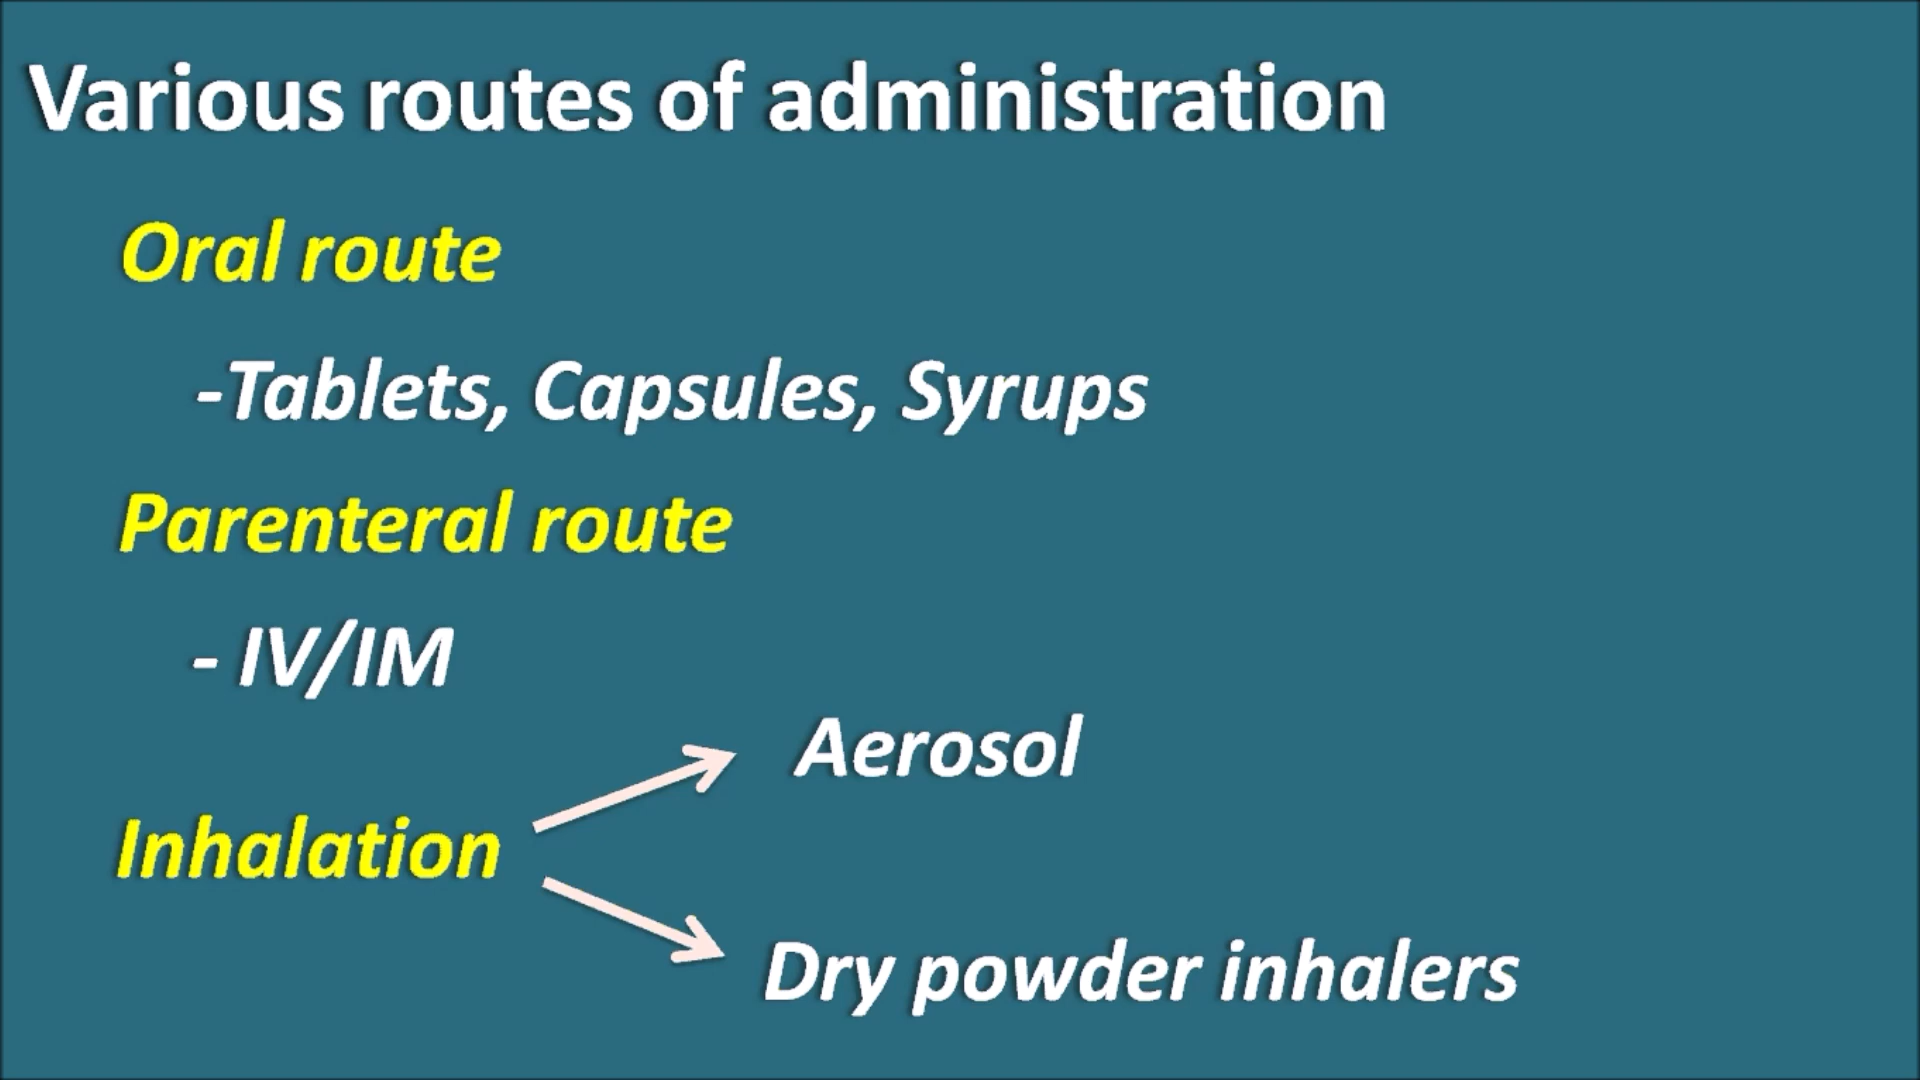 Various routes of administration
Oral route
-Tablets, Capsules, Syrups
Parenteral route
- IV/IM
Aerosol
Inhalation
Dry powder inhalers